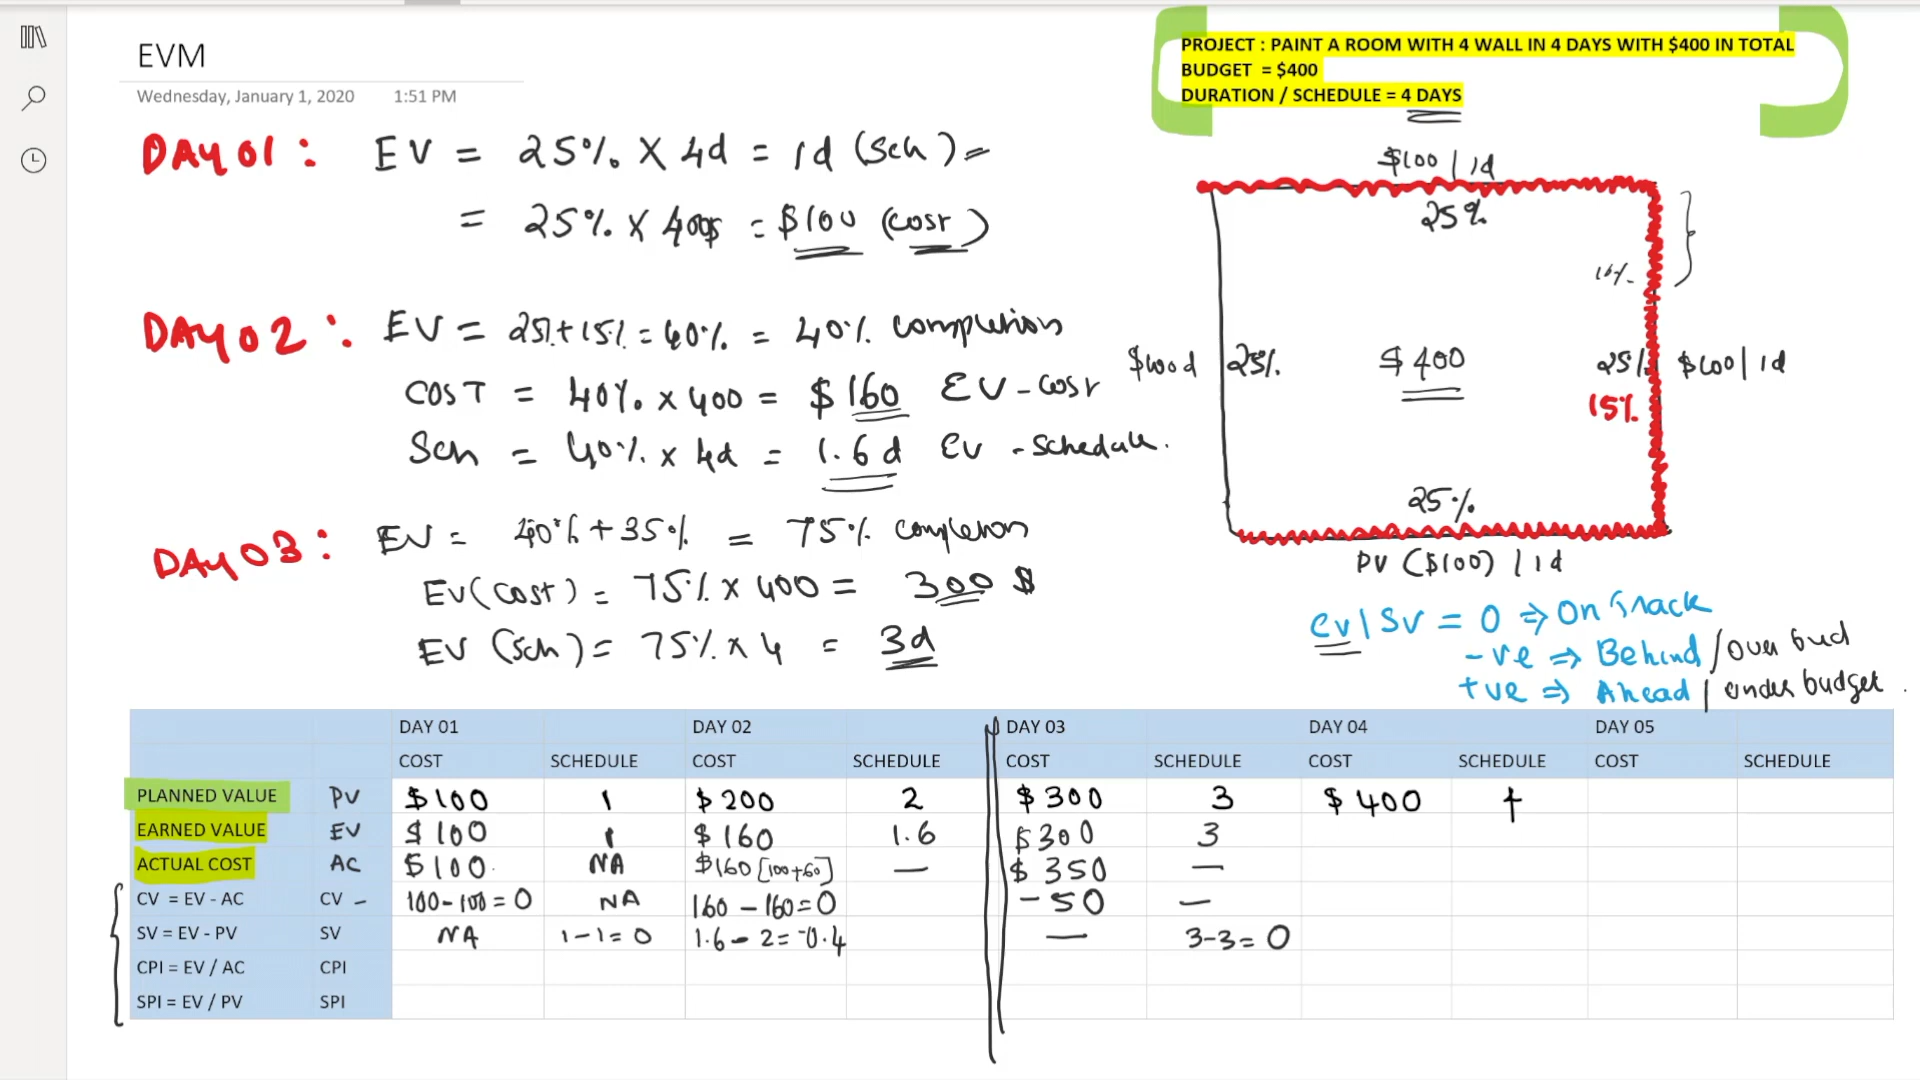 EVM
Wednesday, January 1, 2020 1:51 PM
PROJECT : PAINT A ROOM WITH 4 WALL IN 4 DAYS WITH $400 IN TOTAL
BUDGET = $400
DURATION / SCHEDULE = 4 DAYS
DAY 01 : EV = 25% X 4d = 1d (Sch) =
= 25% X 400$ = $100 (cost)
DAY 02 : EV = 25%+15% = 40% = 40% completion
COST = 40% x 400 = $160 EV - cost
Sch = 40% x 4d = 1.6 d EV - Schedule.
DAY 03 : EV = 40%+35% = 75% completion
EV (cost) = 75% x 400 = 300 $
EV (Sch) = 75% x 4 = 3d
$100 | 1d
25%
25%
$400
25% $100 | 1d
15%
25%
PV ($100) / 1d
CV | SV = 0 => On Track
-ve => Behind / over bud
+ve => Ahead / under budget
DAY 01 DAY 02 DAY 03 DAY 04 DAY 05
COST SCHEDULE COST SCHEDULE COST SCHEDULE COST SCHEDULE COST SCHEDULE
PLANNED VALUE PV $100 1 $200 2 $300 3 $400 4
EARNED VALUE EV $100 1 $160 1.6 $300 3
ACTUAL COST AC $100 NA $160 [100+60] — $350 —
CV = EV - AC CV - 100-100=0 NA 160-160=0 -50 —
SV = EV - PV SV NA 1-1=0 1.6-2=-0.4 — 3-3=0
CPI = EV / AC CPI
SPI = EV / PV SPI